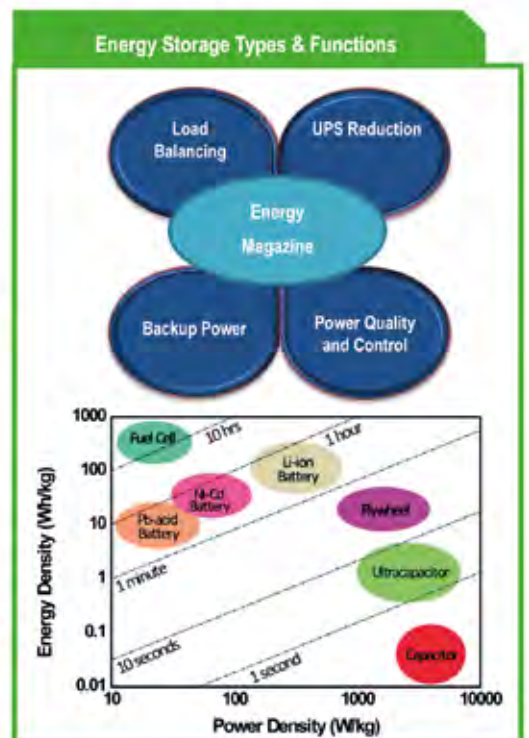 Energy Storage Types & Functions
Load
Balancing
UPS Reduction
Energy
Magazine
Backup Power
Power Quality
and Control
Energy Density (Wh/kg)
1000
100
10
1
0.1
0.01
Fuel Cell
10 hrs
1 hour
Li-ion
Battery
Ni-Cd
Battery
Pb-acid
Battery
Flywheel
1 minute
Ultracapacitor
10 seconds
1 second
Capacitor
10
100
1000
10000
Power Density (W/kg)